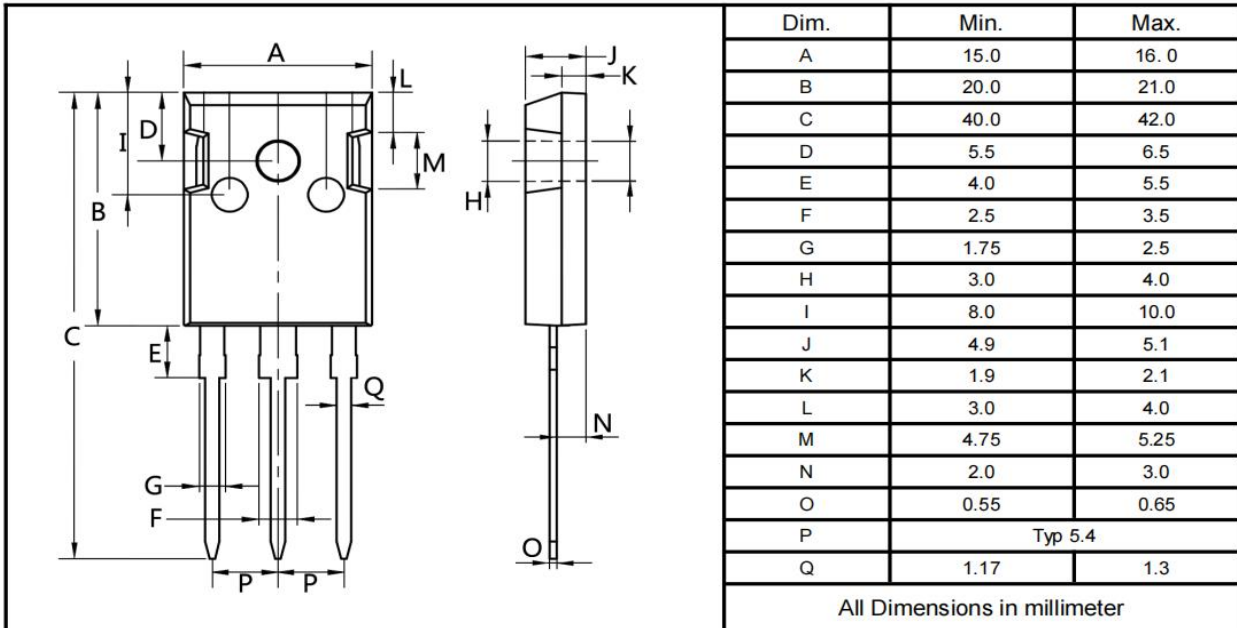 A
L
J
K
D
I
M
H
B
C
E
Q
N
G
F
O
P P
Dim. Min. Max.
A 15.0 16. 0
B 20.0 21.0
C 40.0 42.0
D 5.5 6.5
E 4.0 5.5
F 2.5 3.5
G 1.75 2.5
H 3.0 4.0
I 8.0 10.0
J 4.9 5.1
K 1.9 2.1
L 3.0 4.0
M 4.75 5.25
N 2.0 3.0
O 0.55 0.65
P Typ 5.4
Q 1.17 1.3
All Dimensions in millimeter